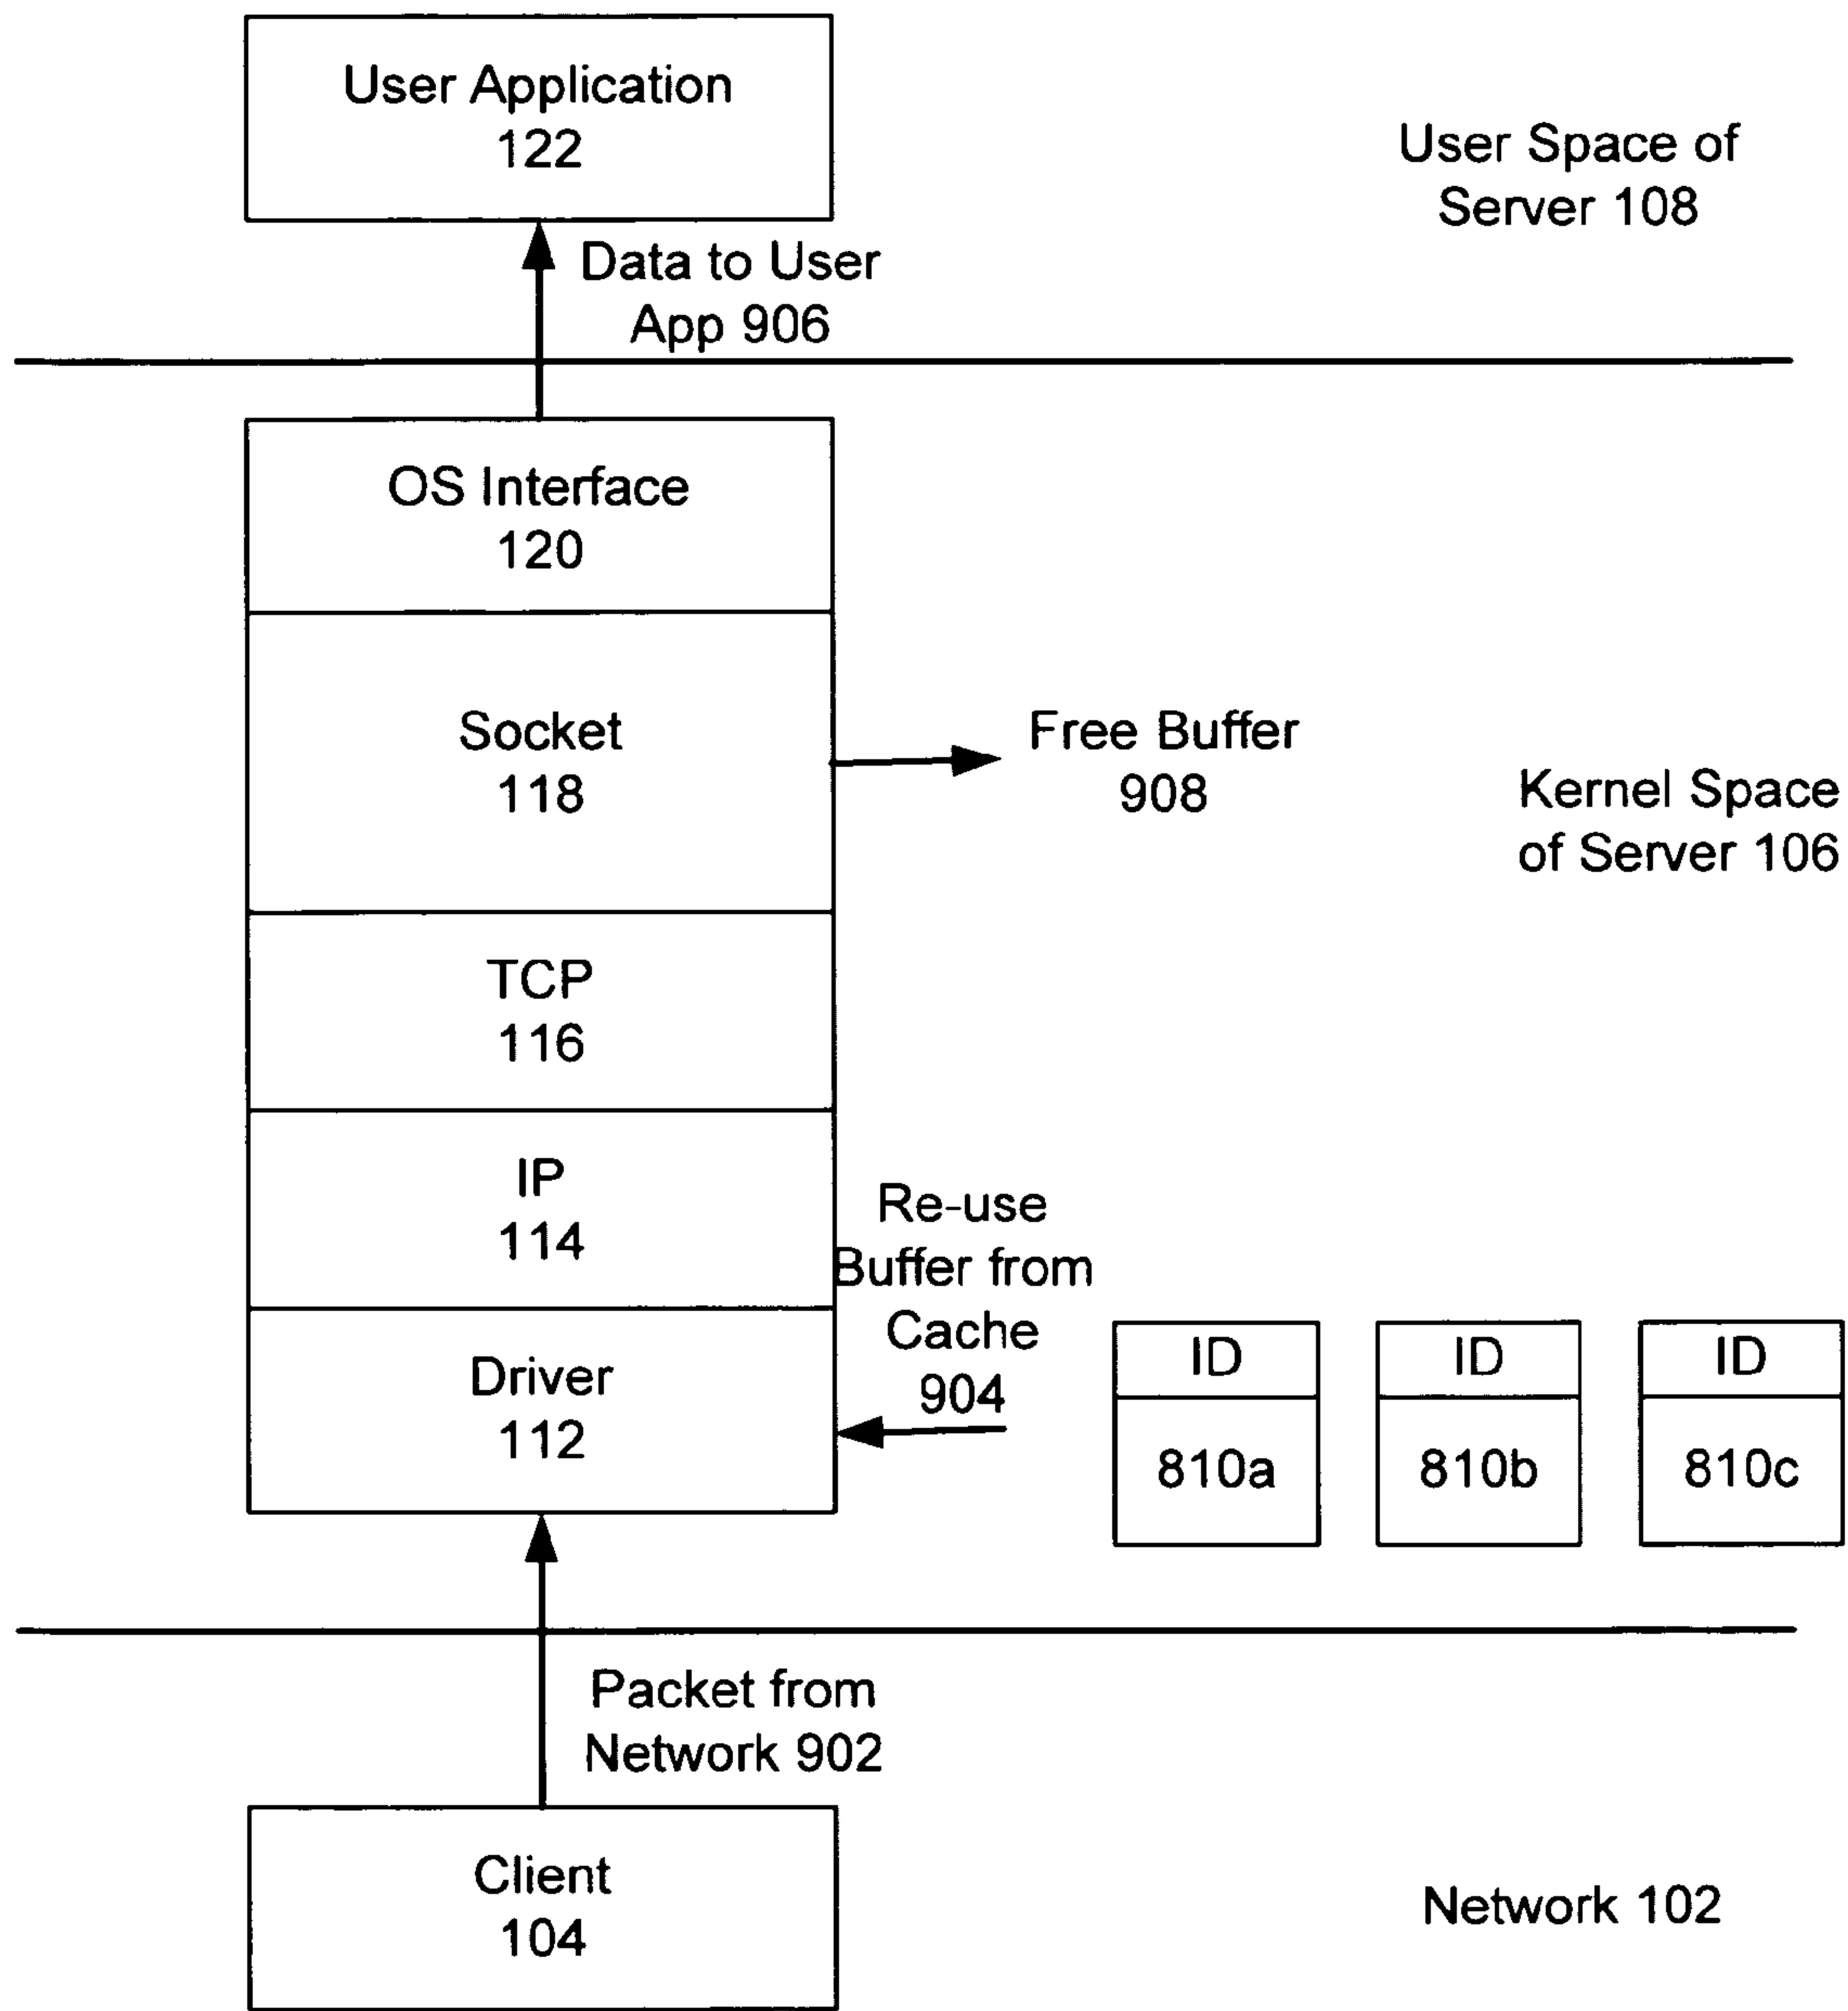 User Application
122
User Space of
Server 108
Data to User
App 906
OS Interface
120
Socket
118
Free Buffer
908
Kernel Space
of Server 106
TCP
116
IP
114
Re-use
Buffer from
Cache
904
Driver
112
ID
810a
ID
810b
ID
810c
Packet from
Network 902
Client
104
Network 102